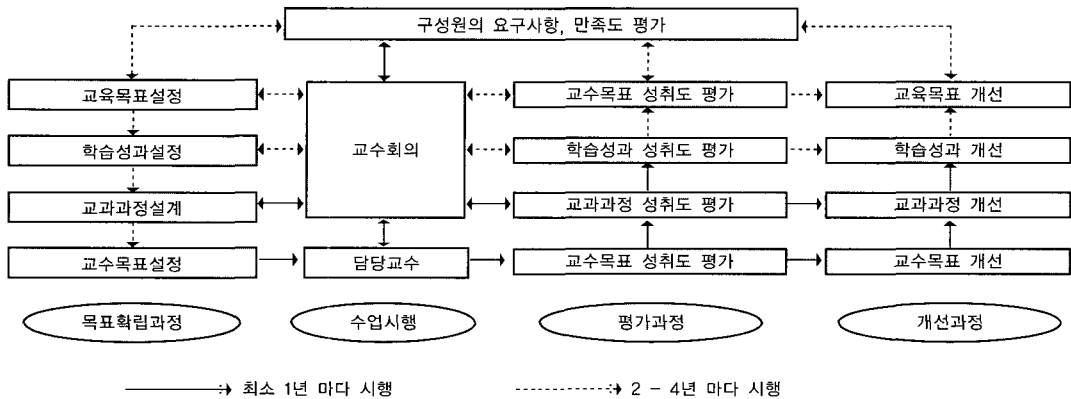 구성원의 요구사항, 만족도 평가
교육목표설정
교수목표 성취도 평가
교육목표 개선
학습성과설정
교수회의
학습성과 성취도 평가
학습성과 개선
교과과정설계
교과과정 성취도 평가
교과과정 개선
교수목표설정
담당교수
교수목표 성취도 평가
교수목표 개선
목표확립과정
수업시행
평가과정
개선과정
최소 1년 마다 시행
2 - 4년 마다 시행